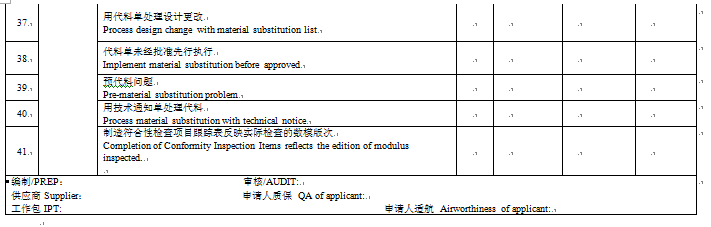 37.
用代料单处理设计更改.
Process design change with material substitution list.
38.
代料单未经批准先行执行.
Implement material substitution before approved.
39.
预代料问题.
Pre-material substitution problem.
40.
用技术通知单处理代料.
Process material substitution with technical notice.
41.
制造符合性检查项目跟踪表反映实际检查的数模版次.
Completion of Conformity Inspection Items reflects the edition of modulus
inspected.
编制/PREP: 审核/AUDIT:
供应商 Supplier: 申请人质保 QA of applicant:
工作包 IPT: 申请人适航 Airworthiness of applicant: